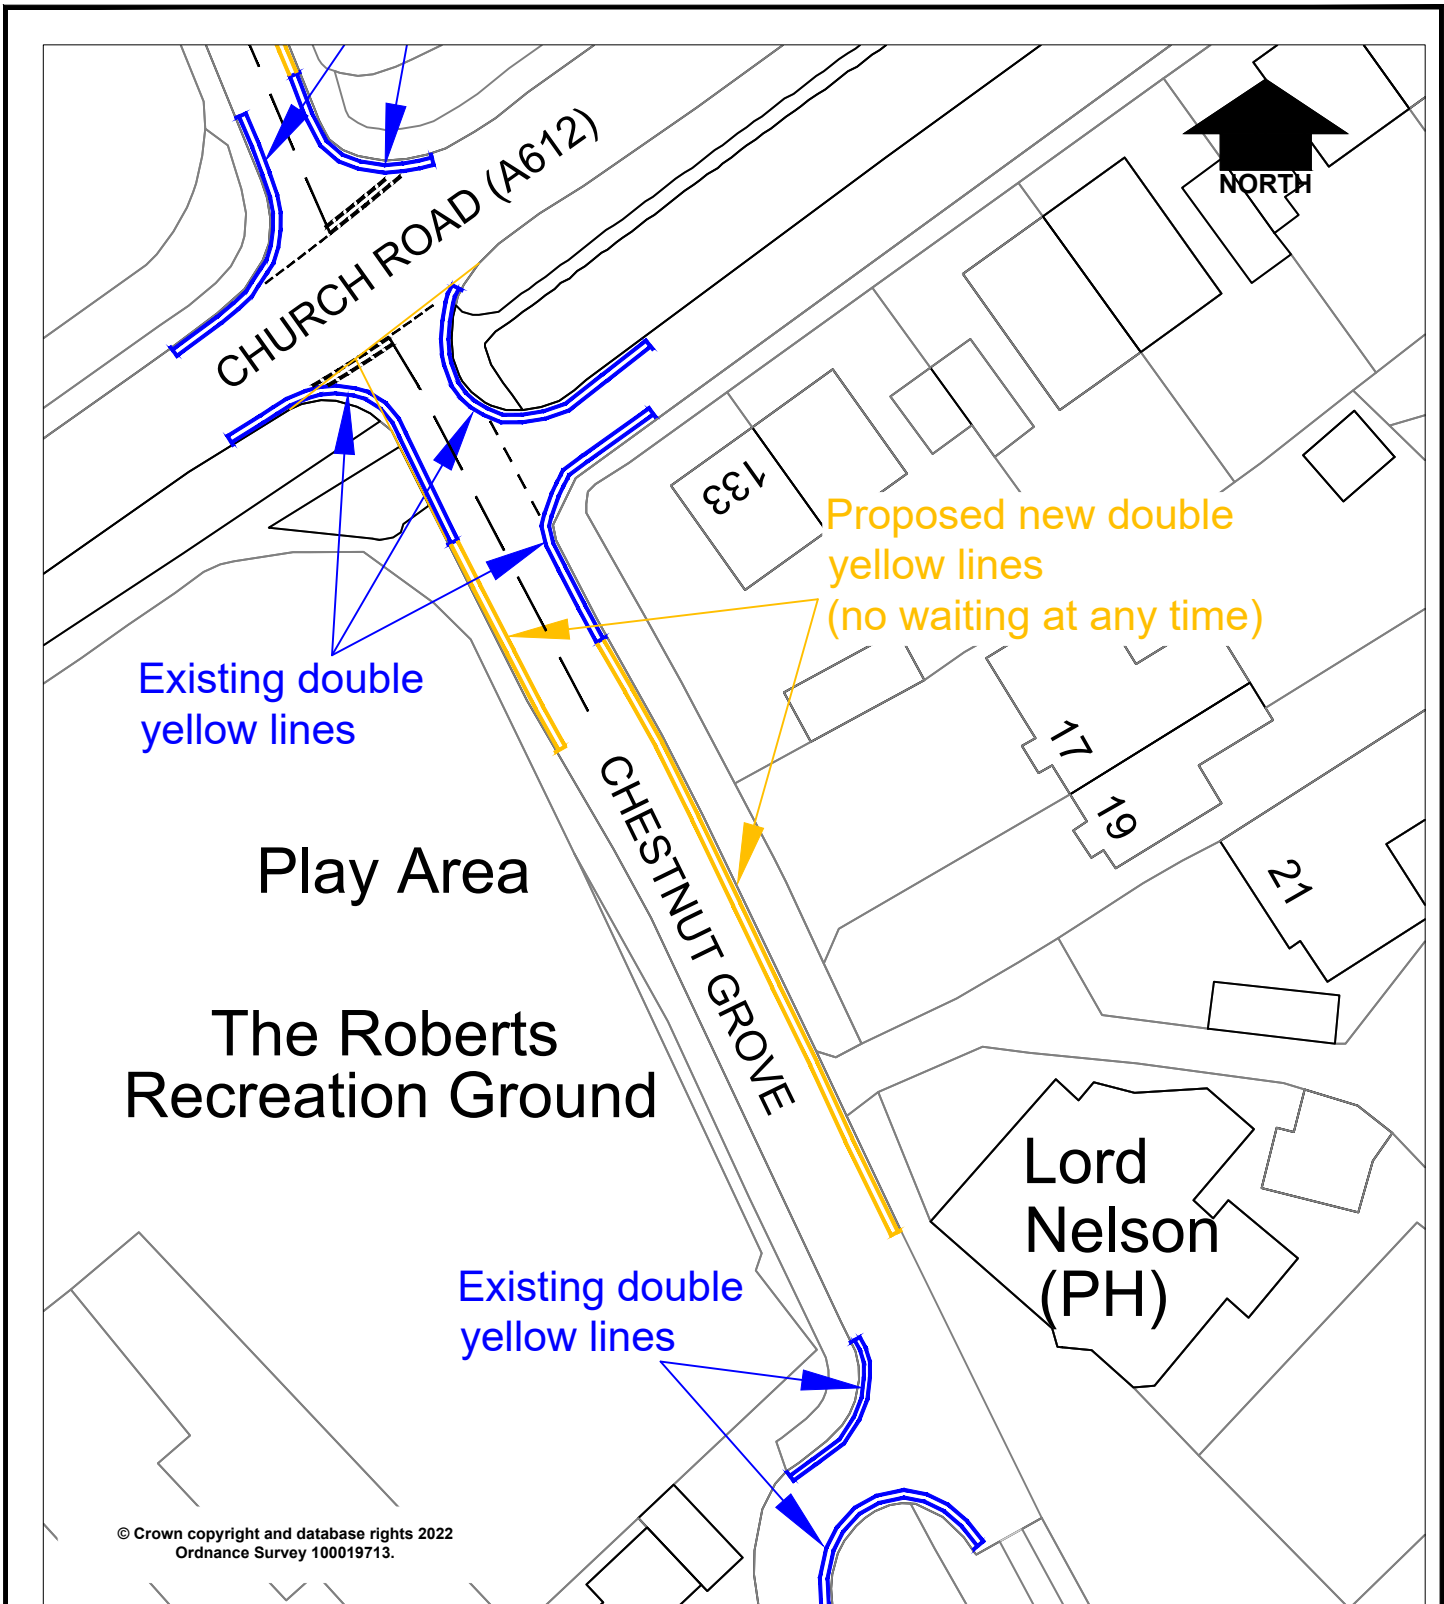 NORTH
CHURCH ROAD (A612)
133
Proposed new double
yellow lines
(no waiting at any time)
Existing double
yellow lines
17
19
21
CHESTNUT GROVE
Play Area
The Roberts
Recreation Ground
Lord
Nelson
(PH)
Existing double
yellow lines
© Crown copyright and database rights 2022
Ordnance Survey 100019713.